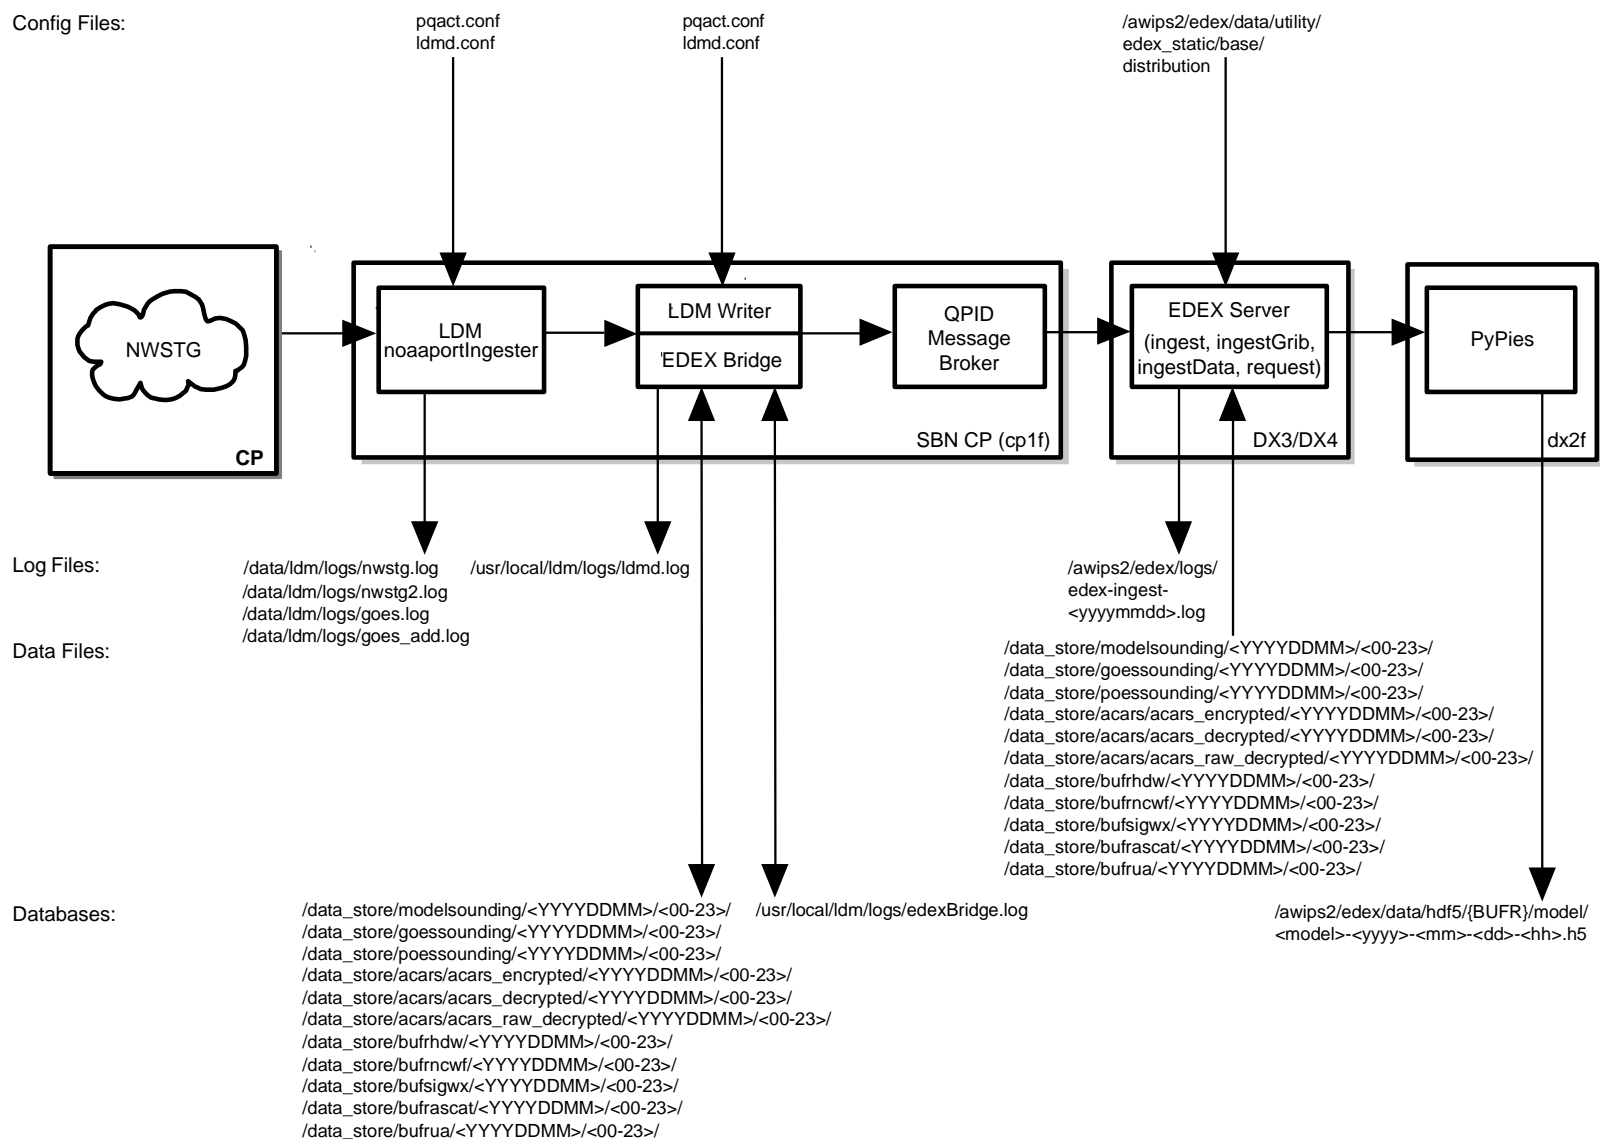 Config Files:
pqact.conf
ldmd.conf
pqact.conf
ldmd.conf
/awips2/edex/data/utility/
edex_static/base/
distribution
NWSTG
CP
LDM
noaaportIngester
LDM Writer
EDEX Bridge
QPID
Message
Broker
SBN CP (cp1f)
EDEX Server
(ingest, ingestGrib,
ingestData, request)
DX3/DX4
PyPies
dx2f
Log Files:
/data/ldm/logs/nwstg.log
/data/ldm/logs/nwstg2.log
/data/ldm/logs/goes.log
/data/ldm/logs/goes_add.log
/usr/local/ldm/logs/ldmd.log
/awips2/edex/logs/
edex-ingest-
<yyyymmdd>.log
Data Files:
/data_store/modelsounding/<YYYYDDMM>/<00-23>/
/data_store/goessounding/<YYYYDDMM>/<00-23>/
/data_store/poessounding/<YYYYDDMM>/<00-23>/
/data_store/acars/acars_encrypted/<YYYYDDMM>/<00-23>/
/data_store/acars/acars_decrypted/<YYYYDDMM>/<00-23>/
/data_store/acars/acars_raw_decrypted/<YYYYDDMM>/<00-23>/
/data_store/bufrhdw/<YYYYDDMM>/<00-23>/
/data_store/bufrncwf/<YYYYDDMM>/<00-23>/
/data_store/bufsigwx/<YYYYDDMM>/<00-23>/
/data_store/bufrascat/<YYYYDDMM>/<00-23>/
/data_store/bufrua/<YYYYDDMM>/<00-23>/
Databases:
/data_store/modelsounding/<YYYYDDMM>/<00-23>/
/data_store/goessounding/<YYYYDDMM>/<00-23>/
/data_store/poessounding/<YYYYDDMM>/<00-23>/
/data_store/acars/acars_encrypted/<YYYYDDMM>/<00-23>/
/data_store/acars/acars_decrypted/<YYYYDDMM>/<00-23>/
/data_store/acars/acars_raw_decrypted/<YYYYDDMM>/<00-23>/
/data_store/bufrhdw/<YYYYDDMM>/<00-23>/
/data_store/bufrncwf/<YYYYDDMM>/<00-23>/
/data_store/bufsigwx/<YYYYDDMM>/<00-23>/
/data_store/bufrascat/<YYYYDDMM>/<00-23>/
/data_store/bufrua/<YYYYDDMM>/<00-23>/
/usr/local/ldm/logs/edexBridge.log
/awips2/edex/data/hdf5/{BUFR}/model/
<model>-<yyyy>-<mm>-<dd>-<hh>.h5